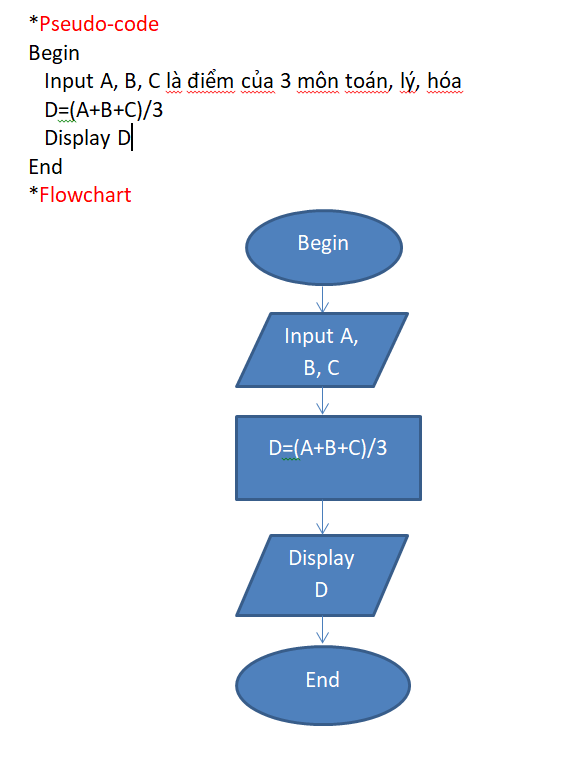 *Pseudo-code
Begin
Input A, B, C là điểm của 3 môn toán, lý, hóa
D=(A+B+C)/3
Display D
End
*Flowchart
Begin
Input A,
B, C
D=(A+B+C)/3
Display
D
End